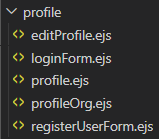 profile
<> editProfile.ejs
<> loginForm.ejs
<> profile.ejs
<> profileOrg.ejs
<> registerUserForm.ejs